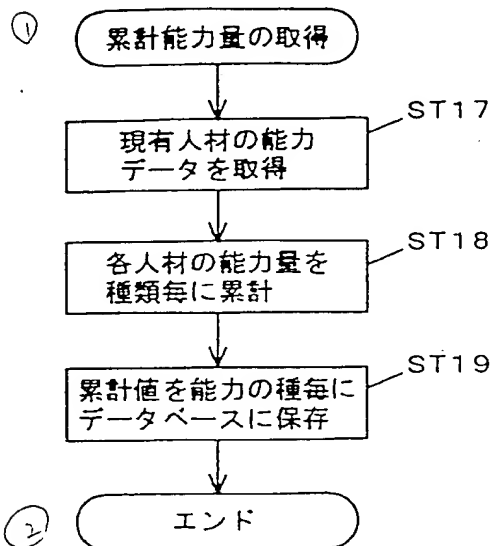 ①
累計能力量の取得
ST17
現有人材の能力
データを取得
ST18
各人材の能力量を
種類毎に累計
ST19
累計値を能力の種毎に
データベースに保存
②
エンド